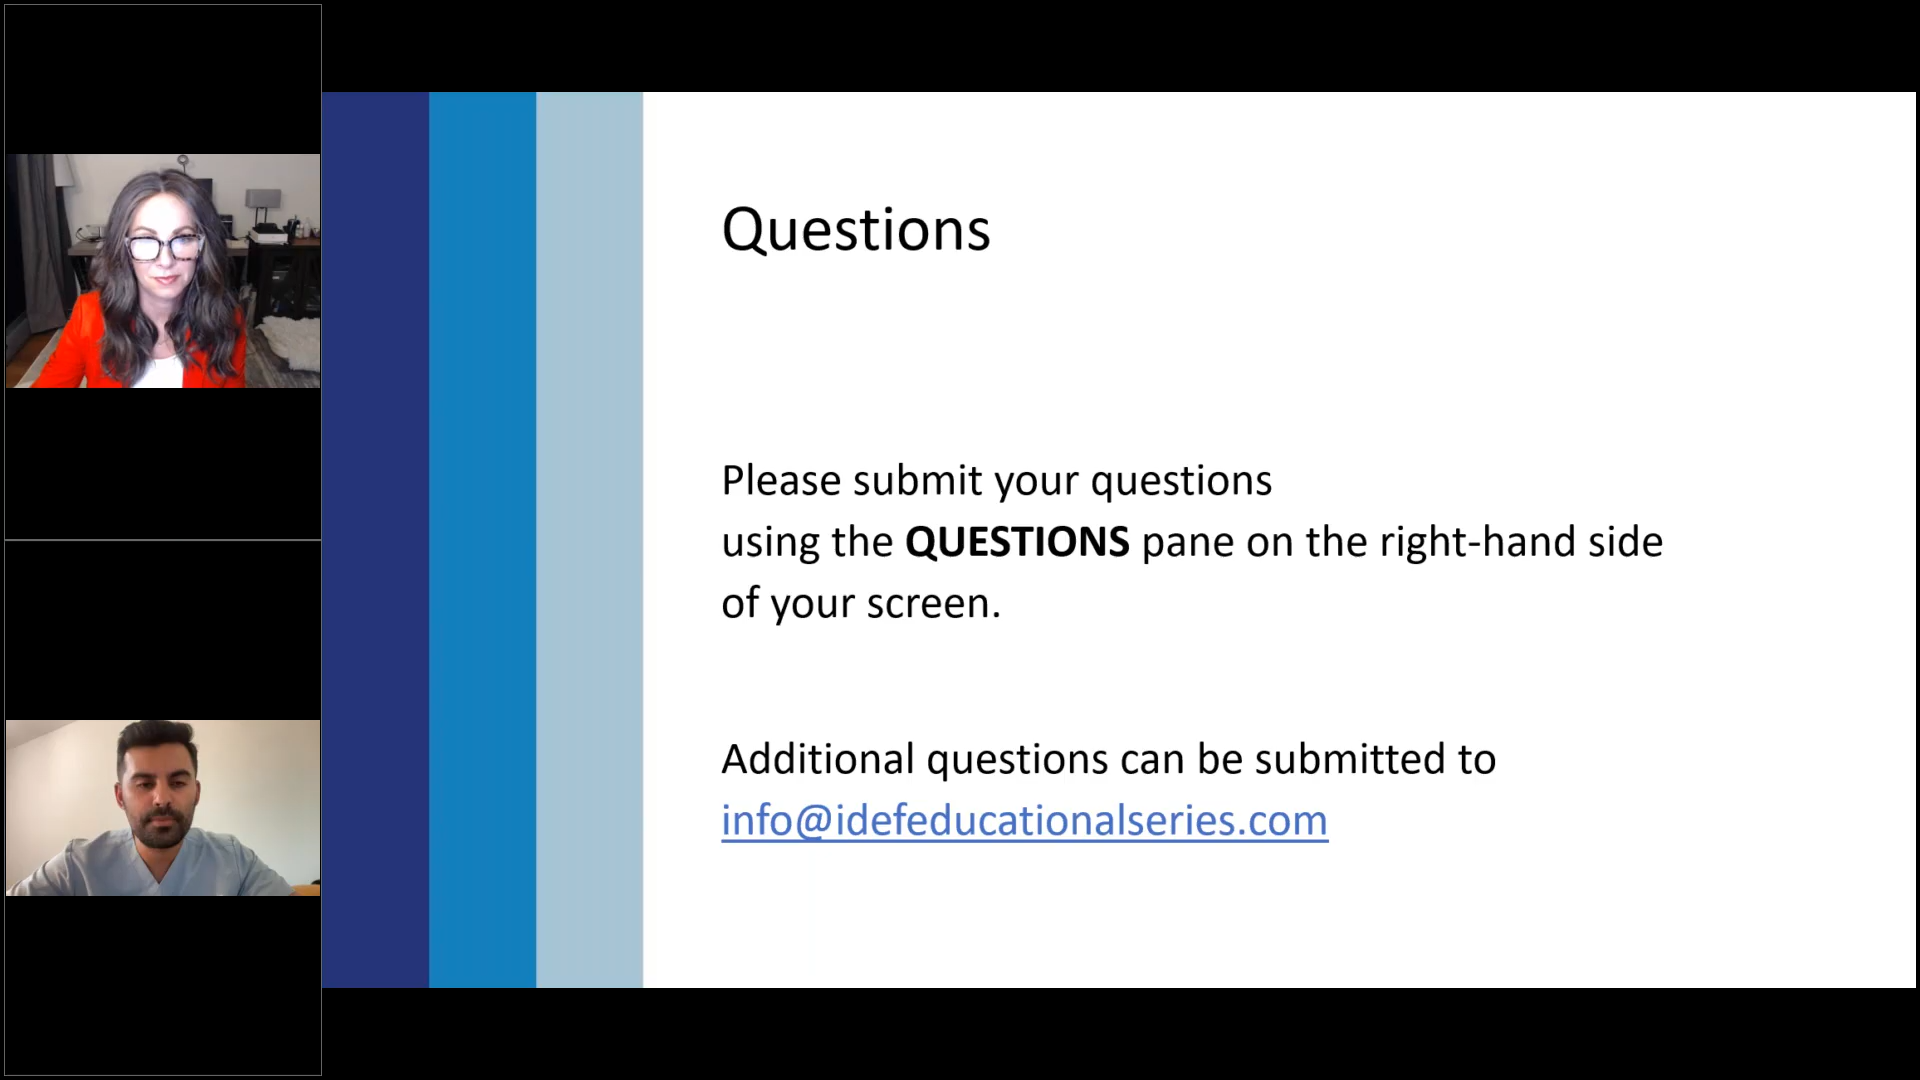 Questions
Please submit your questions
using the QUESTIONS pane on the right-hand side
of your screen.
Additional questions can be submitted to
info@idefeducationalseries.com